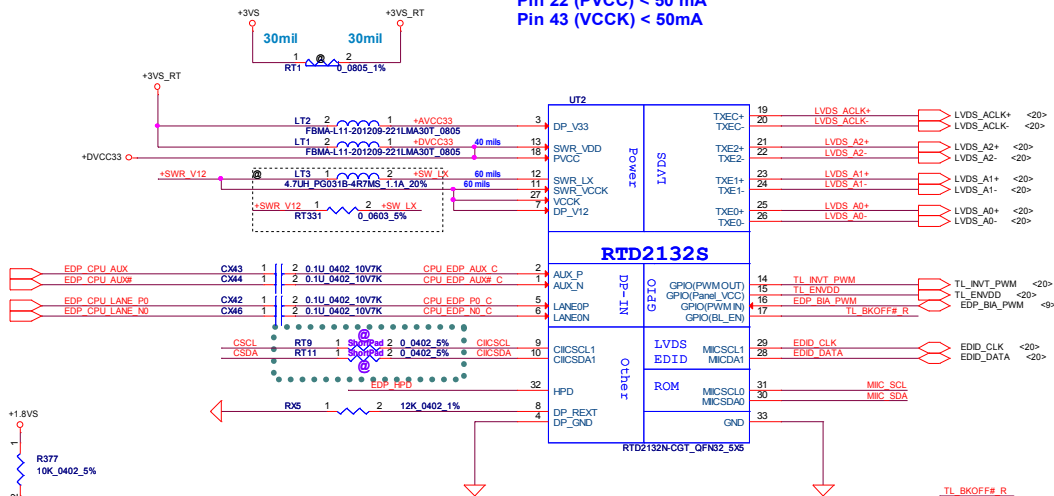 Pin 22 (PVCC) < 50 mA
Pin 43 (VCCK) < 50mA
+3VS
+3VS_RT
30mil
30mil
1
@
2
RT1
0_0805_1%
+3VS_RT
UT2
LT2 2 1 +AVCC33
FBMA-L11-201209-221LMA30T_0805
LT1 2 1 +DVCC33
40 mils
FBMA-L11-201209-221LMA30T_0805
+DVCC33
+SWR_V12
@
LT3 1 2 +SW_LX
60 mils
4.7UH_PG031B-4R7MS_1.1A_20%
60 mils
+SWR_V12 1 2 +SW_LX
RT331
0_0603_5%
3 DP_V33
13 SWR_VDD
18 PVCC
12 SWR_LX
11 SWR_VCCK
27 VCCK
7 DP_V12
Power
LVDS
TXEC+ 19 LVDS_ACLK+ LVDS_ACLK+ <20>
TXEC- 20 LVDS_ACLK- LVDS_ACLK- <20>
TXE2+ 21 LVDS_A2+ LVDS_A2+ <20>
TXE2- 22 LVDS_A2- LVDS_A2- <20>
TXE1+ 23 LVDS_A1+ LVDS_A1+ <20>
TXE1- 24 LVDS_A1- LVDS_A1- <20>
TXE0+ 25 LVDS_A0+ LVDS_A0+ <20>
TXE0- 26 LVDS_A0- LVDS_A0- <20>
RTD2132S
EDP_CPU_AUX CX43 1 2 0.1U_0402_10V7K CPU_EDP_AUX_C 2 AUX_P
EDP_CPU_AUX# CX44 1 2 0.1U_0402_10V7K CPU_EDP_AUX#_C 1 AUX_N
EDP_CPU_LANE_P0 CX42 1 2 0.1U_0402_10V7K CPU_EDP_P0_C 5 LANE0P
EDP_CPU_LANE_N0 CX46 1 2 0.1U_0402_10V7K CPU_EDP_N0_C 6 LANE0N
DP-IN
GPIO
GPIO(PWM OUT) 14 TL_INVT_PWM TL_INVT_PWM <20>
GPIO(Panel_VCC) 15 TL_ENVDD TL_ENVDD <20>
GPIO(PWM IN) 16 EDP_BIA_PWM EDP_BIA_PWM <9>
GPIO(BL_EN) 17 TL_BKOFF#_R
@
CSCL RT9 1 ShortPad 2 0_0402_5% CIICSCL 9 CIICSCL1
CSDA RT11 1 ShortPad 2 0_0402_5% CIICSDA 10 CIICSDA1
@
Other
LVDS
EDID
MIICSCL1 29 EDID_CLK EDID_CLK <20>
MIICDA1 28 EDID_DATA EDID_DATA <20>
EDP_HPD 32 HPD
ROM
MIICSCL0 31 MIIC_SCL
MIICSDA0 30 MIIC_SDA
RX5 1 2 12K_0402_1% 8 DP_REXT
4 DP_GND
GND 33
RTD2132N-CGT_QFN32_5X5
+1.8VS
1
R377
10K_0402_5%
TL_BKOFF#_R